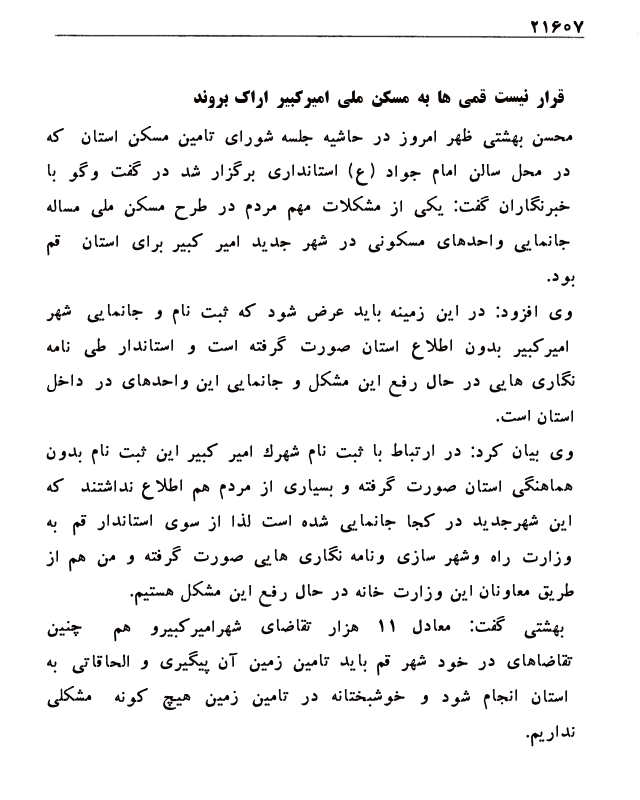 ۲۱۶۰۷
قرار نیست قمی ها به مسکن ملی امیرکبیر اراک بروند
محسن بهشتی ظهر امروز در حاشیه جلسه شورای تامین مسکن استان که
در محل سالن امام جواد (ع) استانداری برگزار شد در گفت وگو با
خبرنگاران گفت: یکی از مشکلات مهم مردم در طرح مسکن ملی مساله
جانمایی واحدهای مسکونی در شهر جدید امیر کبیر برای استان قم
بود.
وی افزود: در این زمینه باید عرض شود که ثبت نام و جانمایی شهر
امیرکبیر بدون اطلاع استان صورت گرفته است و استاندار طی نامه
نگاری هایی در حال رفع این مشکل و جانمایی این واحدهای در داخل
استان است.
وی بیان کرد: در ارتباط با ثبت نام شهرك امیر کبیر این ثبت نام بدون
هماهنگی استان صورت گرفته و بسیاری از مردم هم اطلاع نداشتند که
این شهرجدید در کجا جانمایی شده است لذا از سوی استاندار قم به
وزارت راه وشهر سازی ونامه نگاری هایی صورت گرفته و من هم از
طریق معاونان این وزارت خانه در حال رفع این مشکل هستیم.
بهشتی گفت: معادل ۱۱ هزار تقاضای شهرامیرکبیرو هم چنین
تقاضاهای در خود شهر قم باید تامین زمین آن پیگیری و الحاقاتی به
استان انجام شود و خوشبختانه در تامین زمین هیچ کونه مشکلی
نداریم.